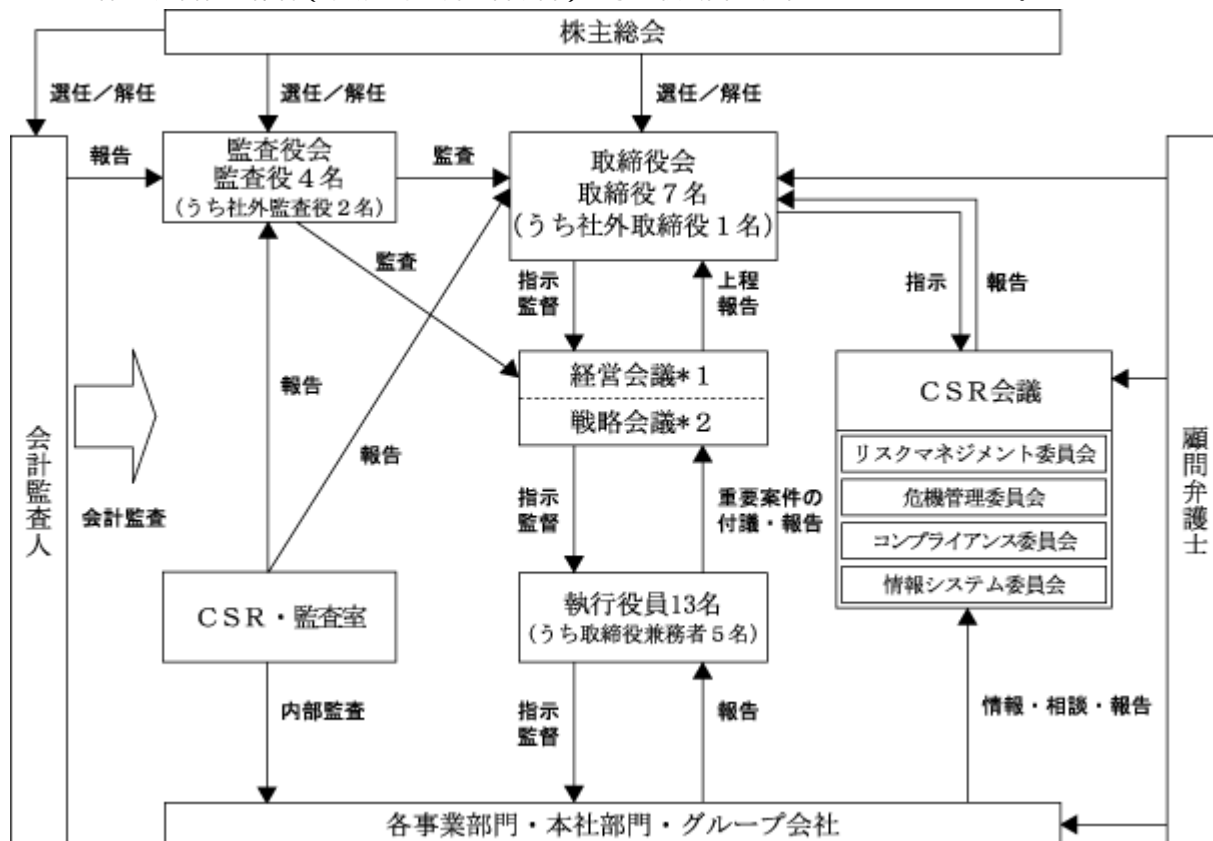 株主総会
選任／解任
選任／解任
選任／解任
報告
監査役会
監査役４名
(うち社外監査役２名)
監査
取締役会
取締役７名
(うち社外取締役１名)
監査
指示
監督
上程
報告
指示
報告
会計監査人
会計監査
報告
報告
経営会議*１
戦略会議*２
ＣＳＲ会議
リスクマネジメント委員会
危機管理委員会
コンプライアンス委員会
情報システム委員会
顧問弁護士
指示
監督
重要案件の
付議・報告
ＣＳＲ・監査室
執行役員13名
(うち取締役兼務者５名)
内部監査
指示
監督
報告
情報・相談・報告
各事業部門・本社部門・グループ会社